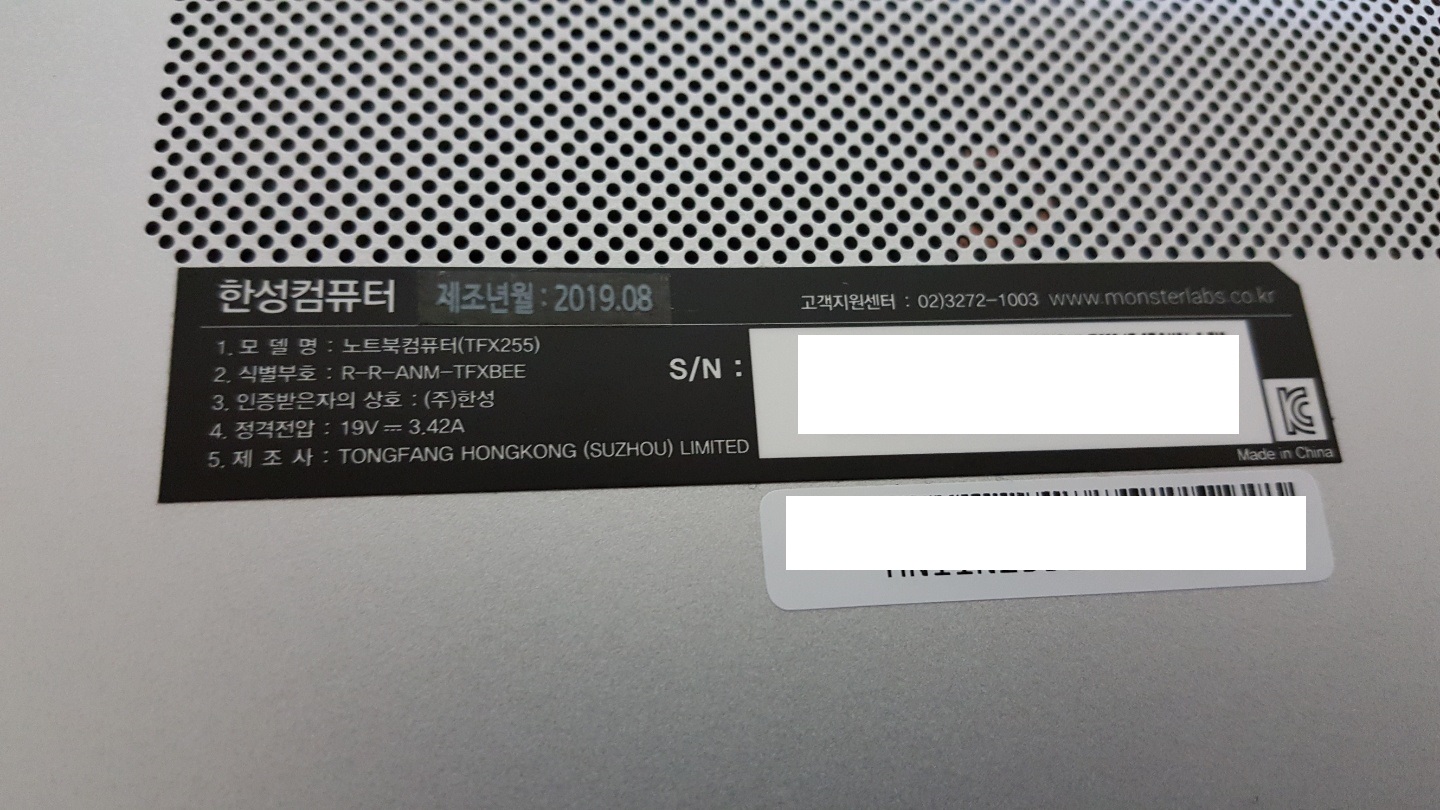 한성컴퓨터 제조년월 : 2019.08 고객지원센터 : 02)3272-1003 www.monsterlabs.co.kr
1. 모 델 명 : 노트북컴퓨터(TFX255)
2. 식별부호 : R-R-ANM-TFXBEE
S/N :
3. 인증받은자의 상호 : (주)한성
4. 정격전압 : 19V ⎓ 3.42A
5. 제 조 사 : TONGFANG HONGKONG (SUZHOU) LIMITED
Made in China